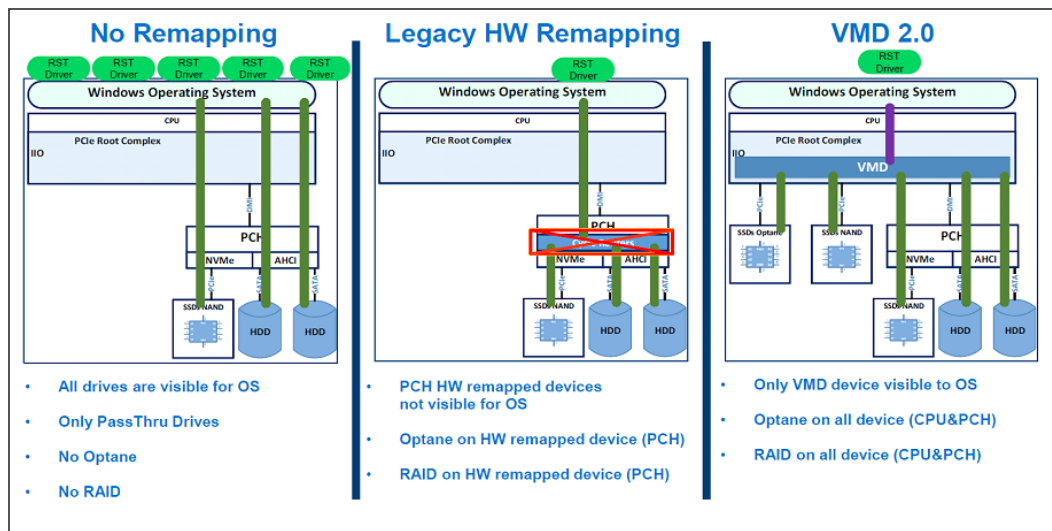 No Remapping
RST Driver
RST Driver
RST Driver
RST Driver
RST Driver
Windows Operating System
CPU
PCIe Root Complex
IIO
DMI
PCH
NVMe
AHCI
PCIe
SATA
SATA
SSDs NAND
HDD
HDD
• All drives are visible for OS
• Only PassThru Drives
• No Optane
• No RAID
Legacy HW Remapping
RST Driver
Windows Operating System
CPU
PCIe Root Complex
IIO
DMI
PCH
NVMe
AHCI
PCIe
SATA
SATA
SSDs NAND
HDD
HDD
• PCH HW remapped devices
not visible for OS
• Optane on HW remapped device (PCH)
• RAID on HW remapped device (PCH)
VMD 2.0
RST Driver
Windows Operating System
CPU
PCIe Root Complex
IIO
VMD
PCIe
PCIe
DMI
SSDs Optane
SSDs NAND
PCH
NVMe
AHCI
PCIe
SATA
SATA
SSDs NAND
HDD
HDD
• Only VMD device visible to OS
• Optane on all device (CPU&PCH)
• RAID on all device (CPU&PCH)